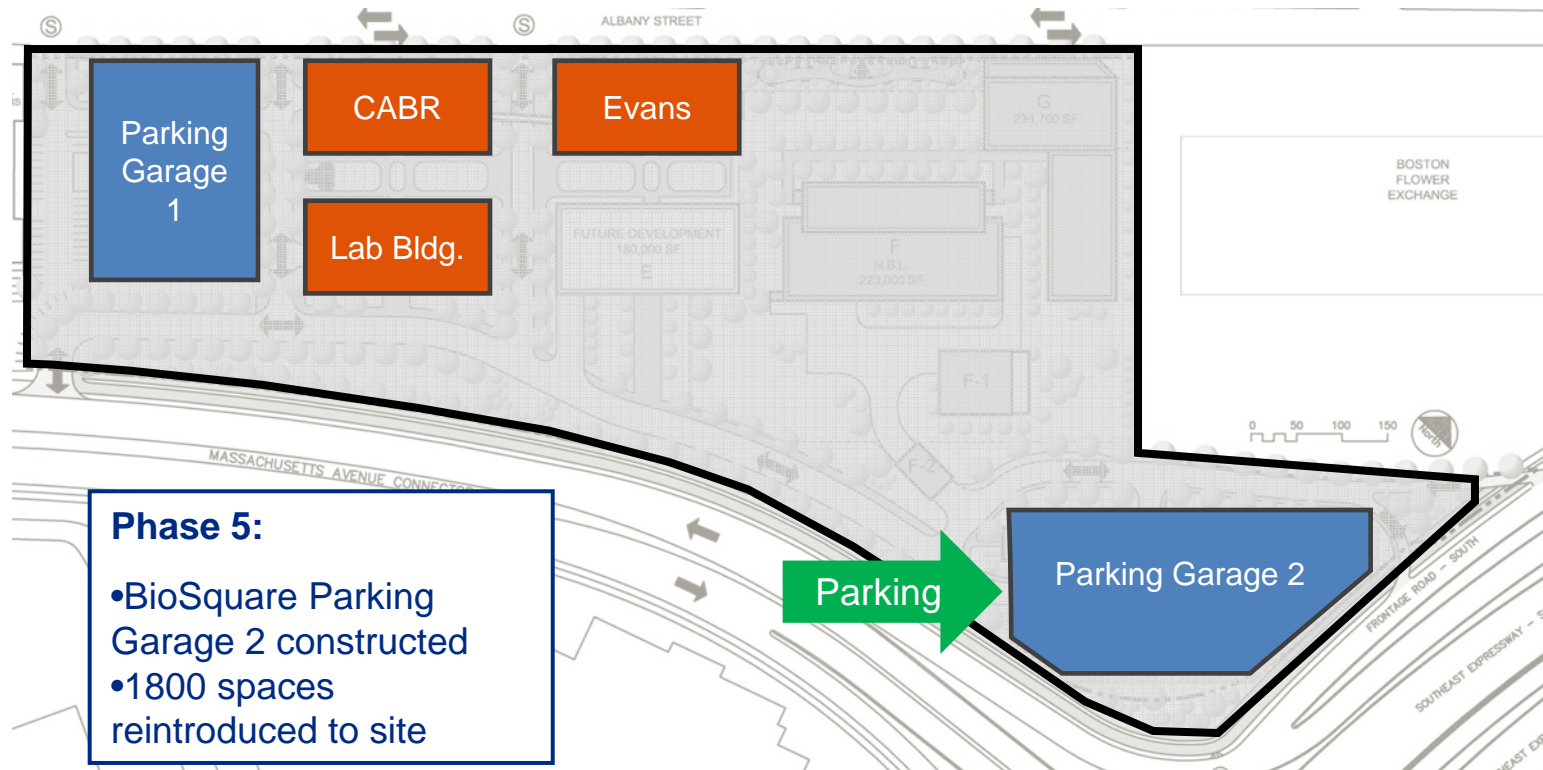 S
S
ALBANY STREET
Parking
Garage
1
CABR
Evans
Lab Bldg.
G
234,700 SF
BOSTON
FLOWER
EXCHANGE
FUTURE DEVELOPMENT
180,000 SF
E
F
N.B.L.
223,000 SF
F-1
F-2
0 50 100 150
North
MASSACHUSETTS AVENUE CONNECTOR
Phase 5:
•BioSquare Parking
Garage 2 constructed
•1800 spaces
reintroduced to site
Parking
Parking Garage 2
FRONTAGE ROAD - SOUTH
SOUTHEAST EXPRESSWAY - S